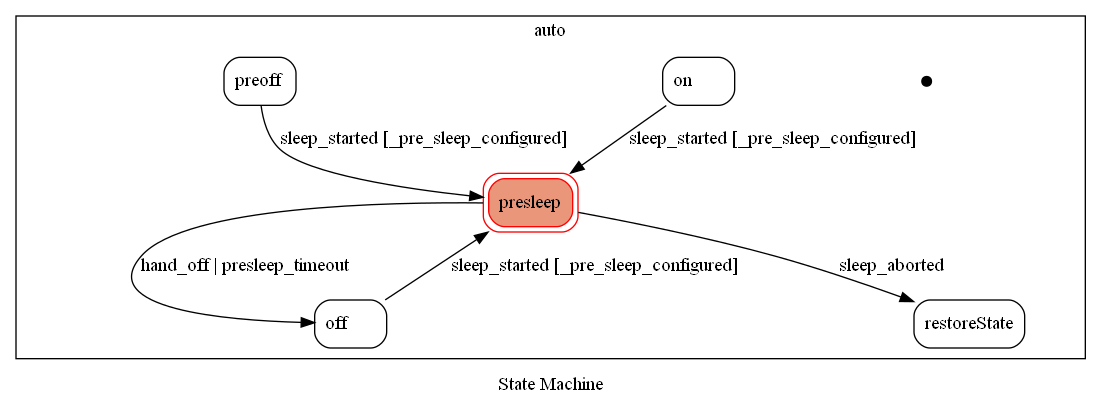 auto
preoff
on
sleep_started [_pre_sleep_configured]
sleep_started [_pre_sleep_configured]
presleep
hand_off | presleep_timeout
sleep_started [_pre_sleep_configured]
sleep_aborted
off
restoreState
State Machine